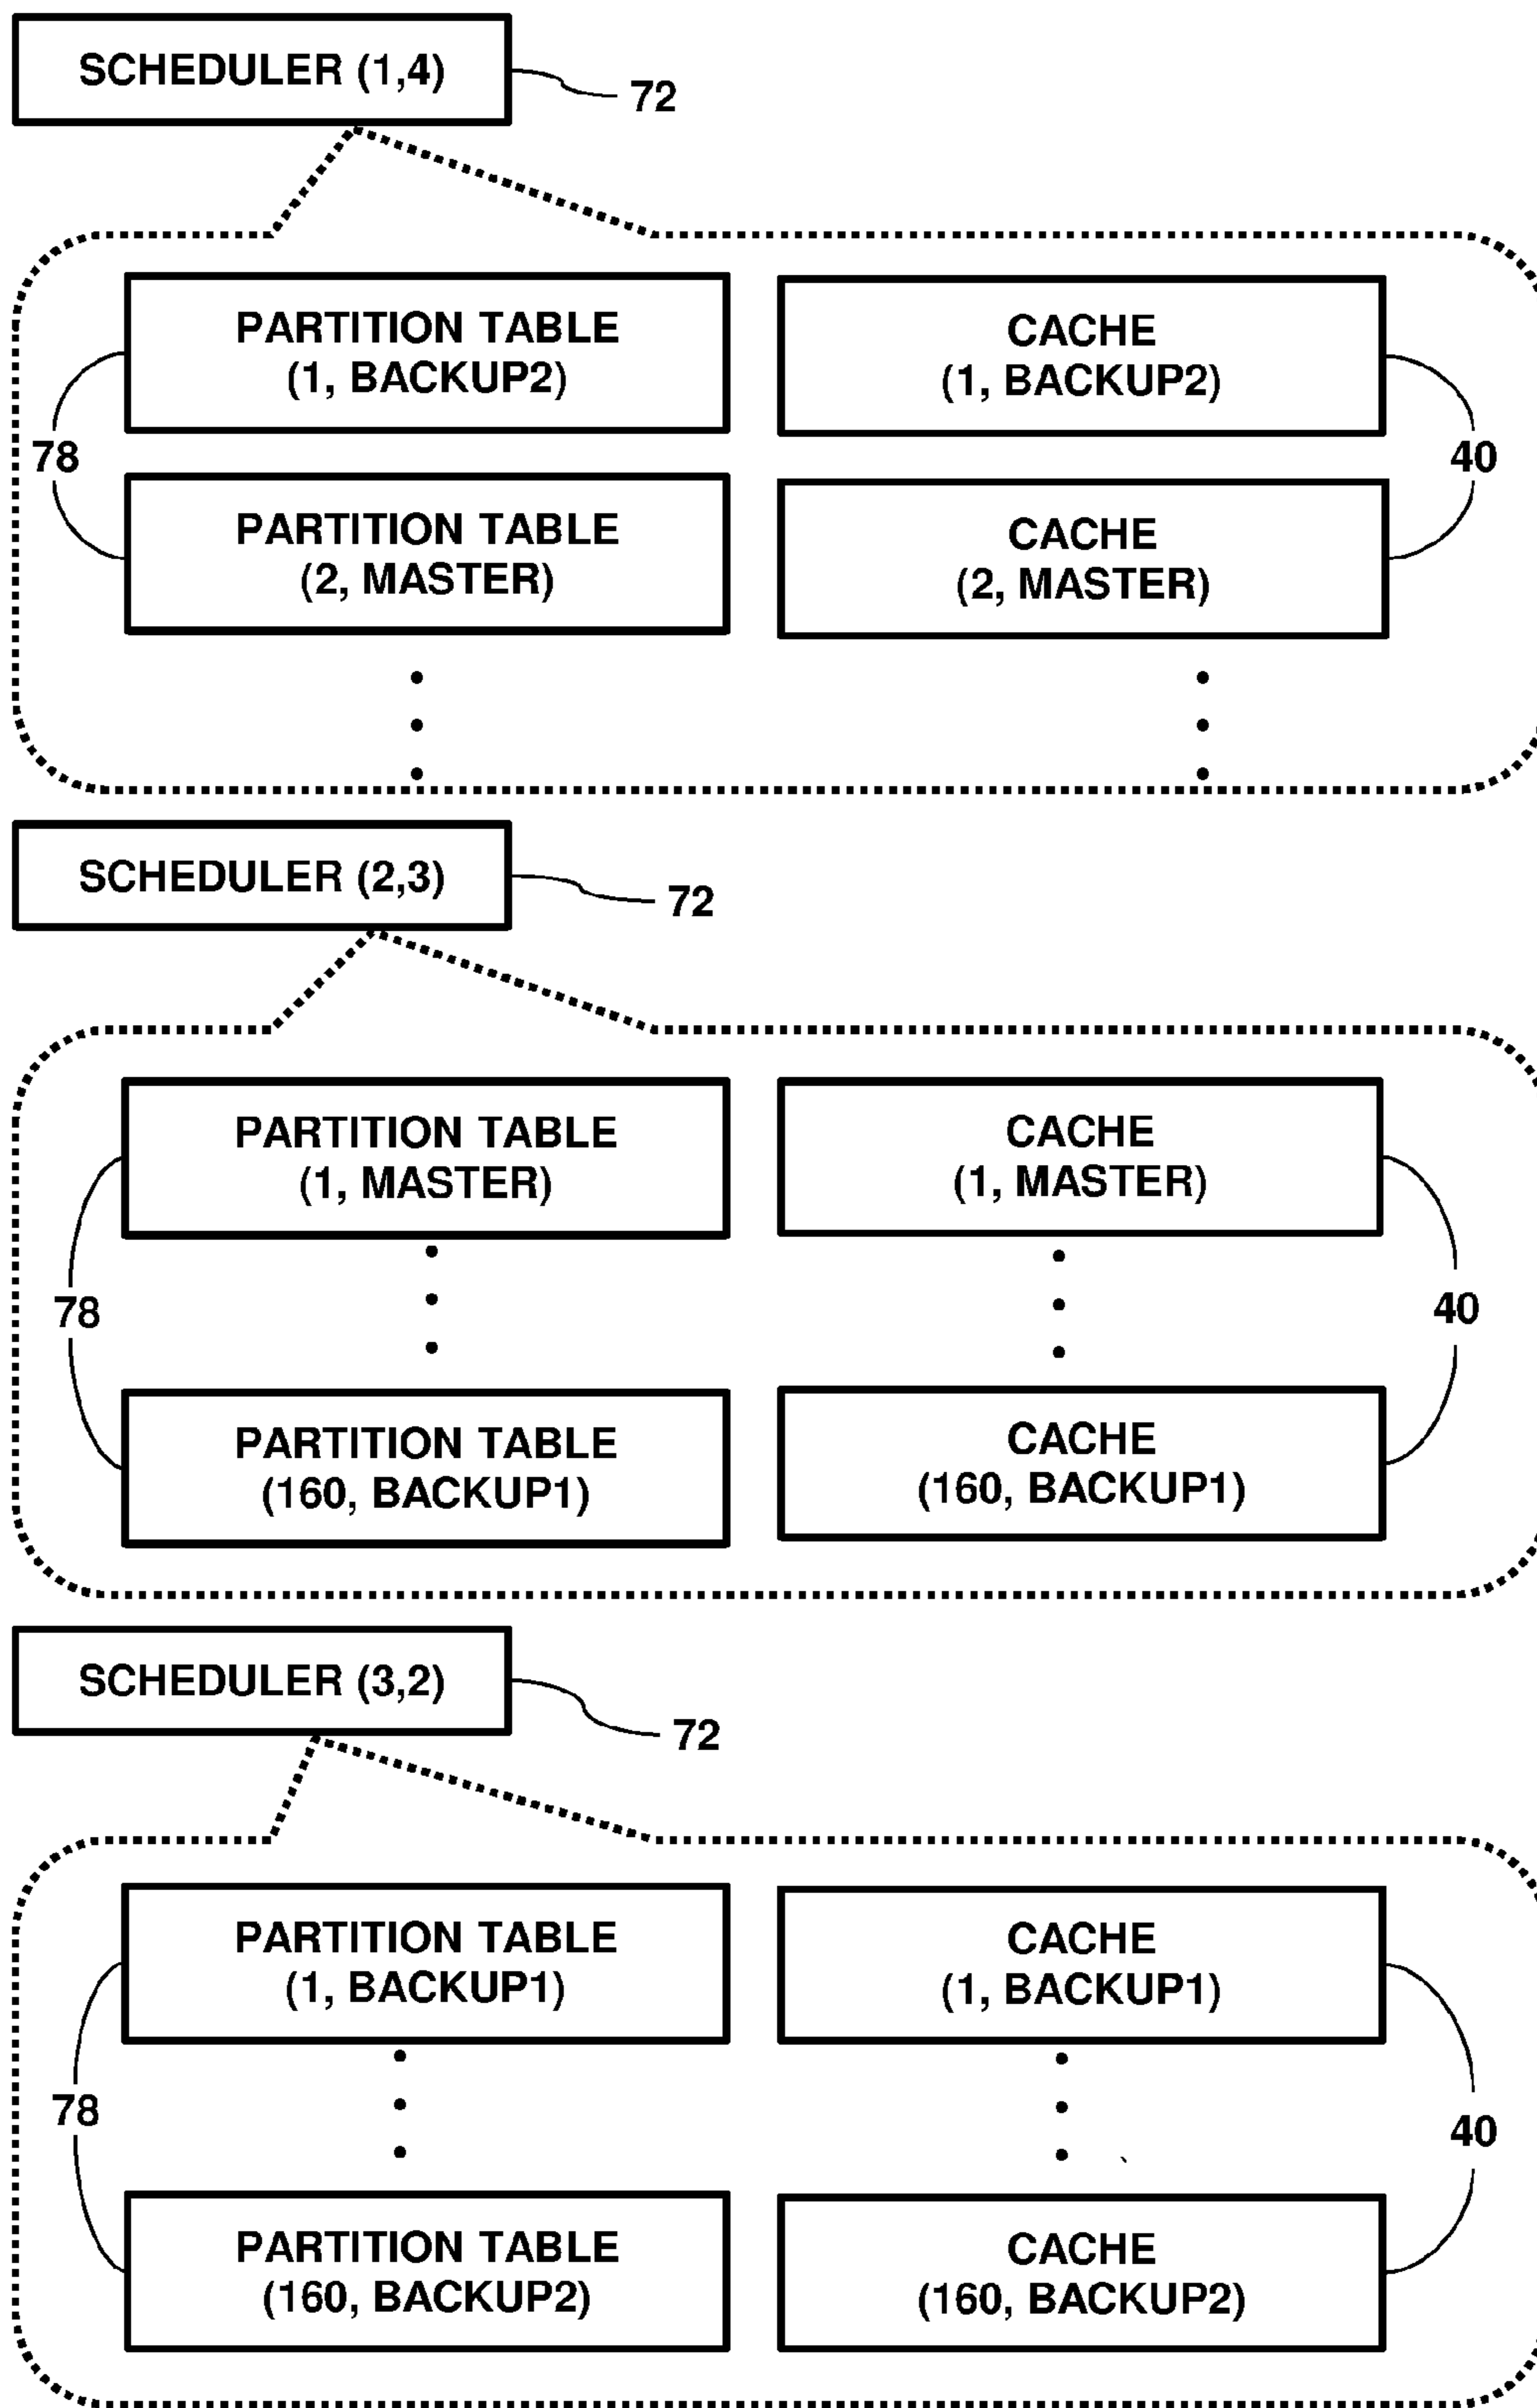 SCHEDULER (1,4)
72
PARTITION TABLE
(1, BACKUP2)
CACHE
(1, BACKUP2)
78
40
PARTITION TABLE
(2, MASTER)
CACHE
(2, MASTER)
SCHEDULER (2,3)
72
PARTITION TABLE
(1, MASTER)
CACHE
(1, MASTER)
78
40
PARTITION TABLE
(160, BACKUP1)
CACHE
(160, BACKUP1)
SCHEDULER (3,2)
72
PARTITION TABLE
(1, BACKUP1)
CACHE
(1, BACKUP1)
78
40
PARTITION TABLE
(160, BACKUP2)
CACHE
(160, BACKUP2)